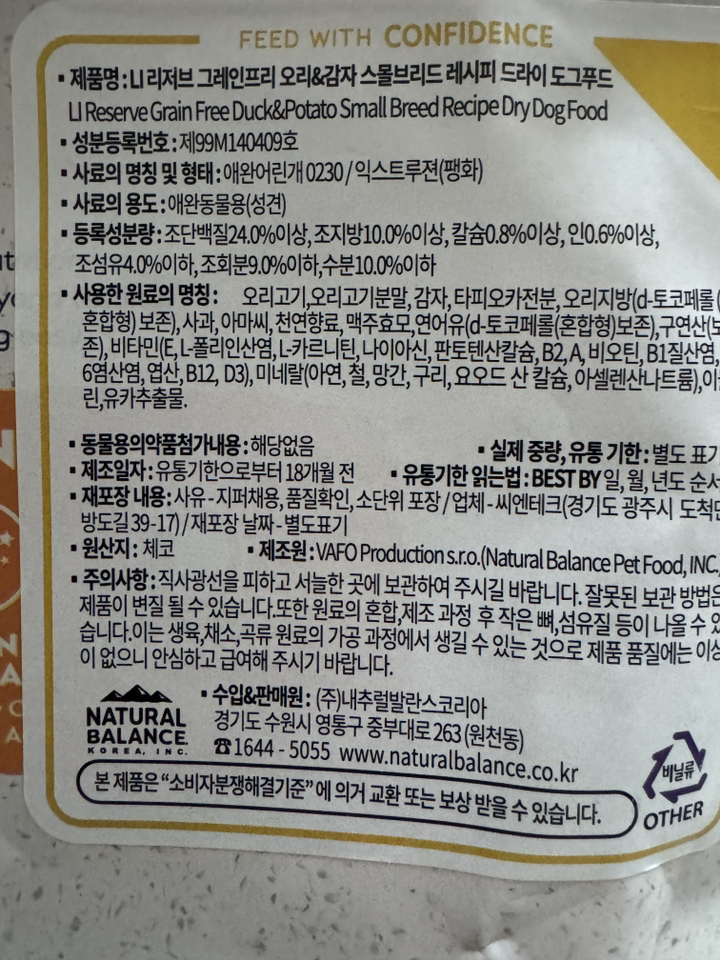 FEED WITH CONFIDENCE
▪ 제품명 : LI 리저브 그레인프리 오리&감자 스몰브리드 레시피 드라이 도그푸드
LI Reserve Grain Free Duck&Potato Small Breed Recipe Dry Dog Food
▪ 성분등록번호 : 제99M140409호
▪ 사료의 명칭 및 형태 : 애완어린개 0230 / 익스트루젼(팽화)
▪ 사료의 용도 : 애완동물용(성견)
▪ 등록성분량 : 조단백질24.0%이상, 조지방10.0%이상, 칼슘0.8%이상, 인0.6%이상,
조섬유4.0%이하, 조회분9.0%이하,수분10.0%이하
▪ 사용한 원료의 명칭 : 오리고기,오리고기분말, 감자, 타피오카전분, 오리지방(d-토코페롤(
혼합형) 보존), 사과, 아마씨, 천연향료, 맥주효모,연어유(d-토코페롤(혼합형)보존),구연산(보
존), 비타민(E, L-폴리인산염, L-카르니틴, 나이아신, 판토텐산칼슘, B2, A, 비오틴, B1질산염,
6염산염, 엽산, B12, D3), 미네랄(아연, 철, 망간, 구리, 요오드 산 칼슘, 아셀렌산나트륨),
린,유카추출물.
▪ 동물용의약품첨가내용 : 해당없음 ▪ 실제 중량, 유통 기한 : 별도 표기
▪ 제조일자 : 유통기한으로부터 18개월 전 ▪ 유통기한 읽는법 : BEST BY 일, 월, 년도 순서
▪ 재포장 내용 : 사유 - 지퍼채용, 품질확인, 소단위 포장 / 업체 - 씨엔테크(경기도 광주시 도척면
방도길 39-17) / 재포장 날짜 - 별도표기
▪ 원산지 : 체코 ▪ 제조원 : VAFO Production s.r.o.(Natural Balance Pet Food, INC.
▪ 주의사항 : 직사광선을 피하고 서늘한 곳에 보관하여 주시길 바랍니다. 잘못된 보관 방법은
제품이 변질 될 수 있습니다.또한 원료의 혼합,제조 과정 후 작은 뼈,섬유질 등이 나올 수 있
습니다.이는 생육,채소,곡류 원료의 가공 과정에서 생길 수 있는 것으로 제품 품질에는 이상
이 없으니 안심하고 급여해 주시기 바랍니다.
NATURAL
BALANCE
KOREA, INC.
▪ 수입&판매원 : (주)내추럴발란스코리아
경기도 수원시 영통구 중부대로 263 (원천동)
☎1644 - 5055 www.naturalbalance.co.kr
본 제품은 “소비자분쟁해결기준” 에 의거 교환 또는 보상 받을 수 있습니다.
비닐류
OTHER